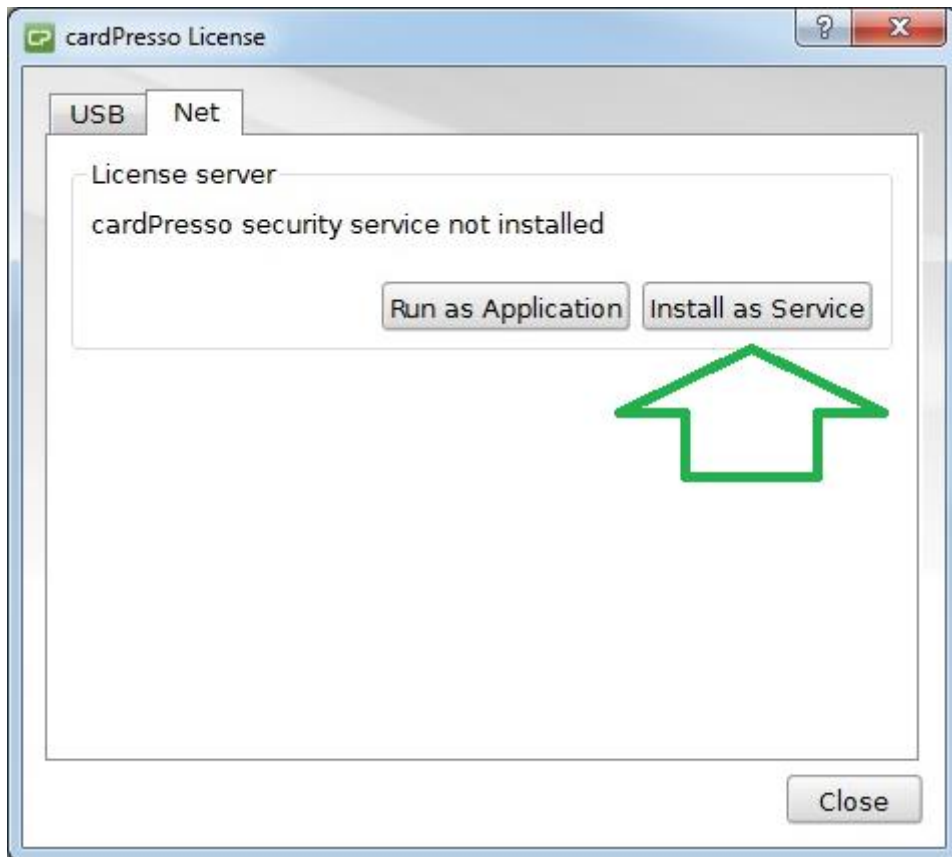 cardPresso License
USB Net
License server
cardPresso security service not installed
Run as Application Install as Service
Close